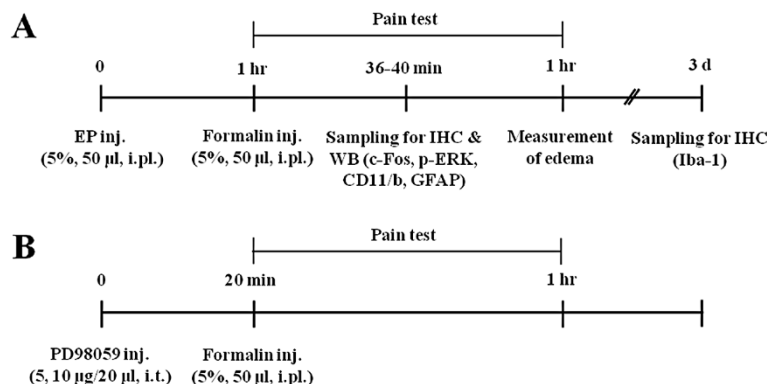 Pain test
A
0
1 hr
36-40 min
1 hr
3 d
EP inj.
(5%, 50 µl, i.pl.)
Formalin inj.
(5%, 50 µl, i.pl.)
Sampling for IHC &
WB (c-Fos, p-ERK,
CD11/b, GFAP)
Measurement
of edema
Sampling for IHC
(Iba-1)
Pain test
B
0
20 min
1 hr
PD98059 inj.
(5, 10 µg/20 µl, i.t.)
Formalin inj.
(5%, 50 µl, i.pl.)